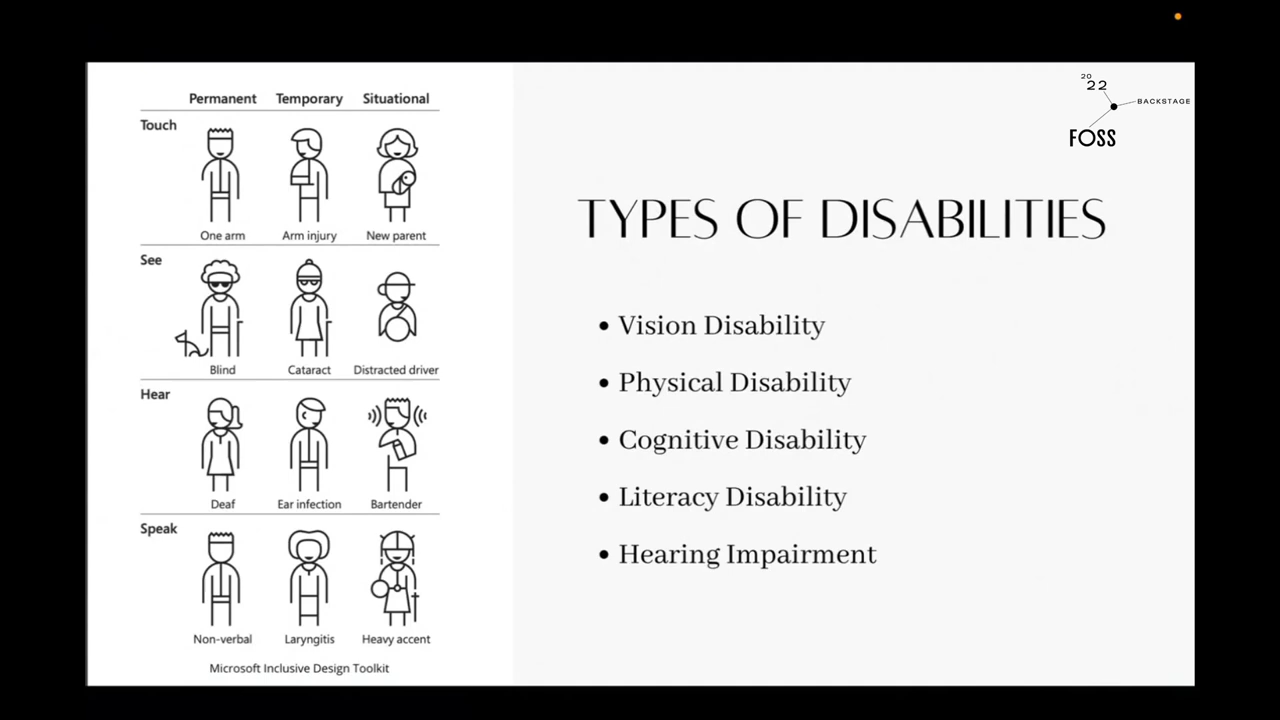 Permanent Temporary Situational
Touch
One arm Arm injury New parent
See
Blind Cataract Distracted driver
Hear
Deaf Ear infection Bartender
Speak
Non-verbal Laryngitis Heavy accent
Microsoft Inclusive Design Toolkit
20
22
BACKSTAGE
FOSS
TYPES OF DISABILITIES
• Vision Disability
• Physical Disability
• Cognitive Disability
• Literacy Disability
• Hearing Impairment